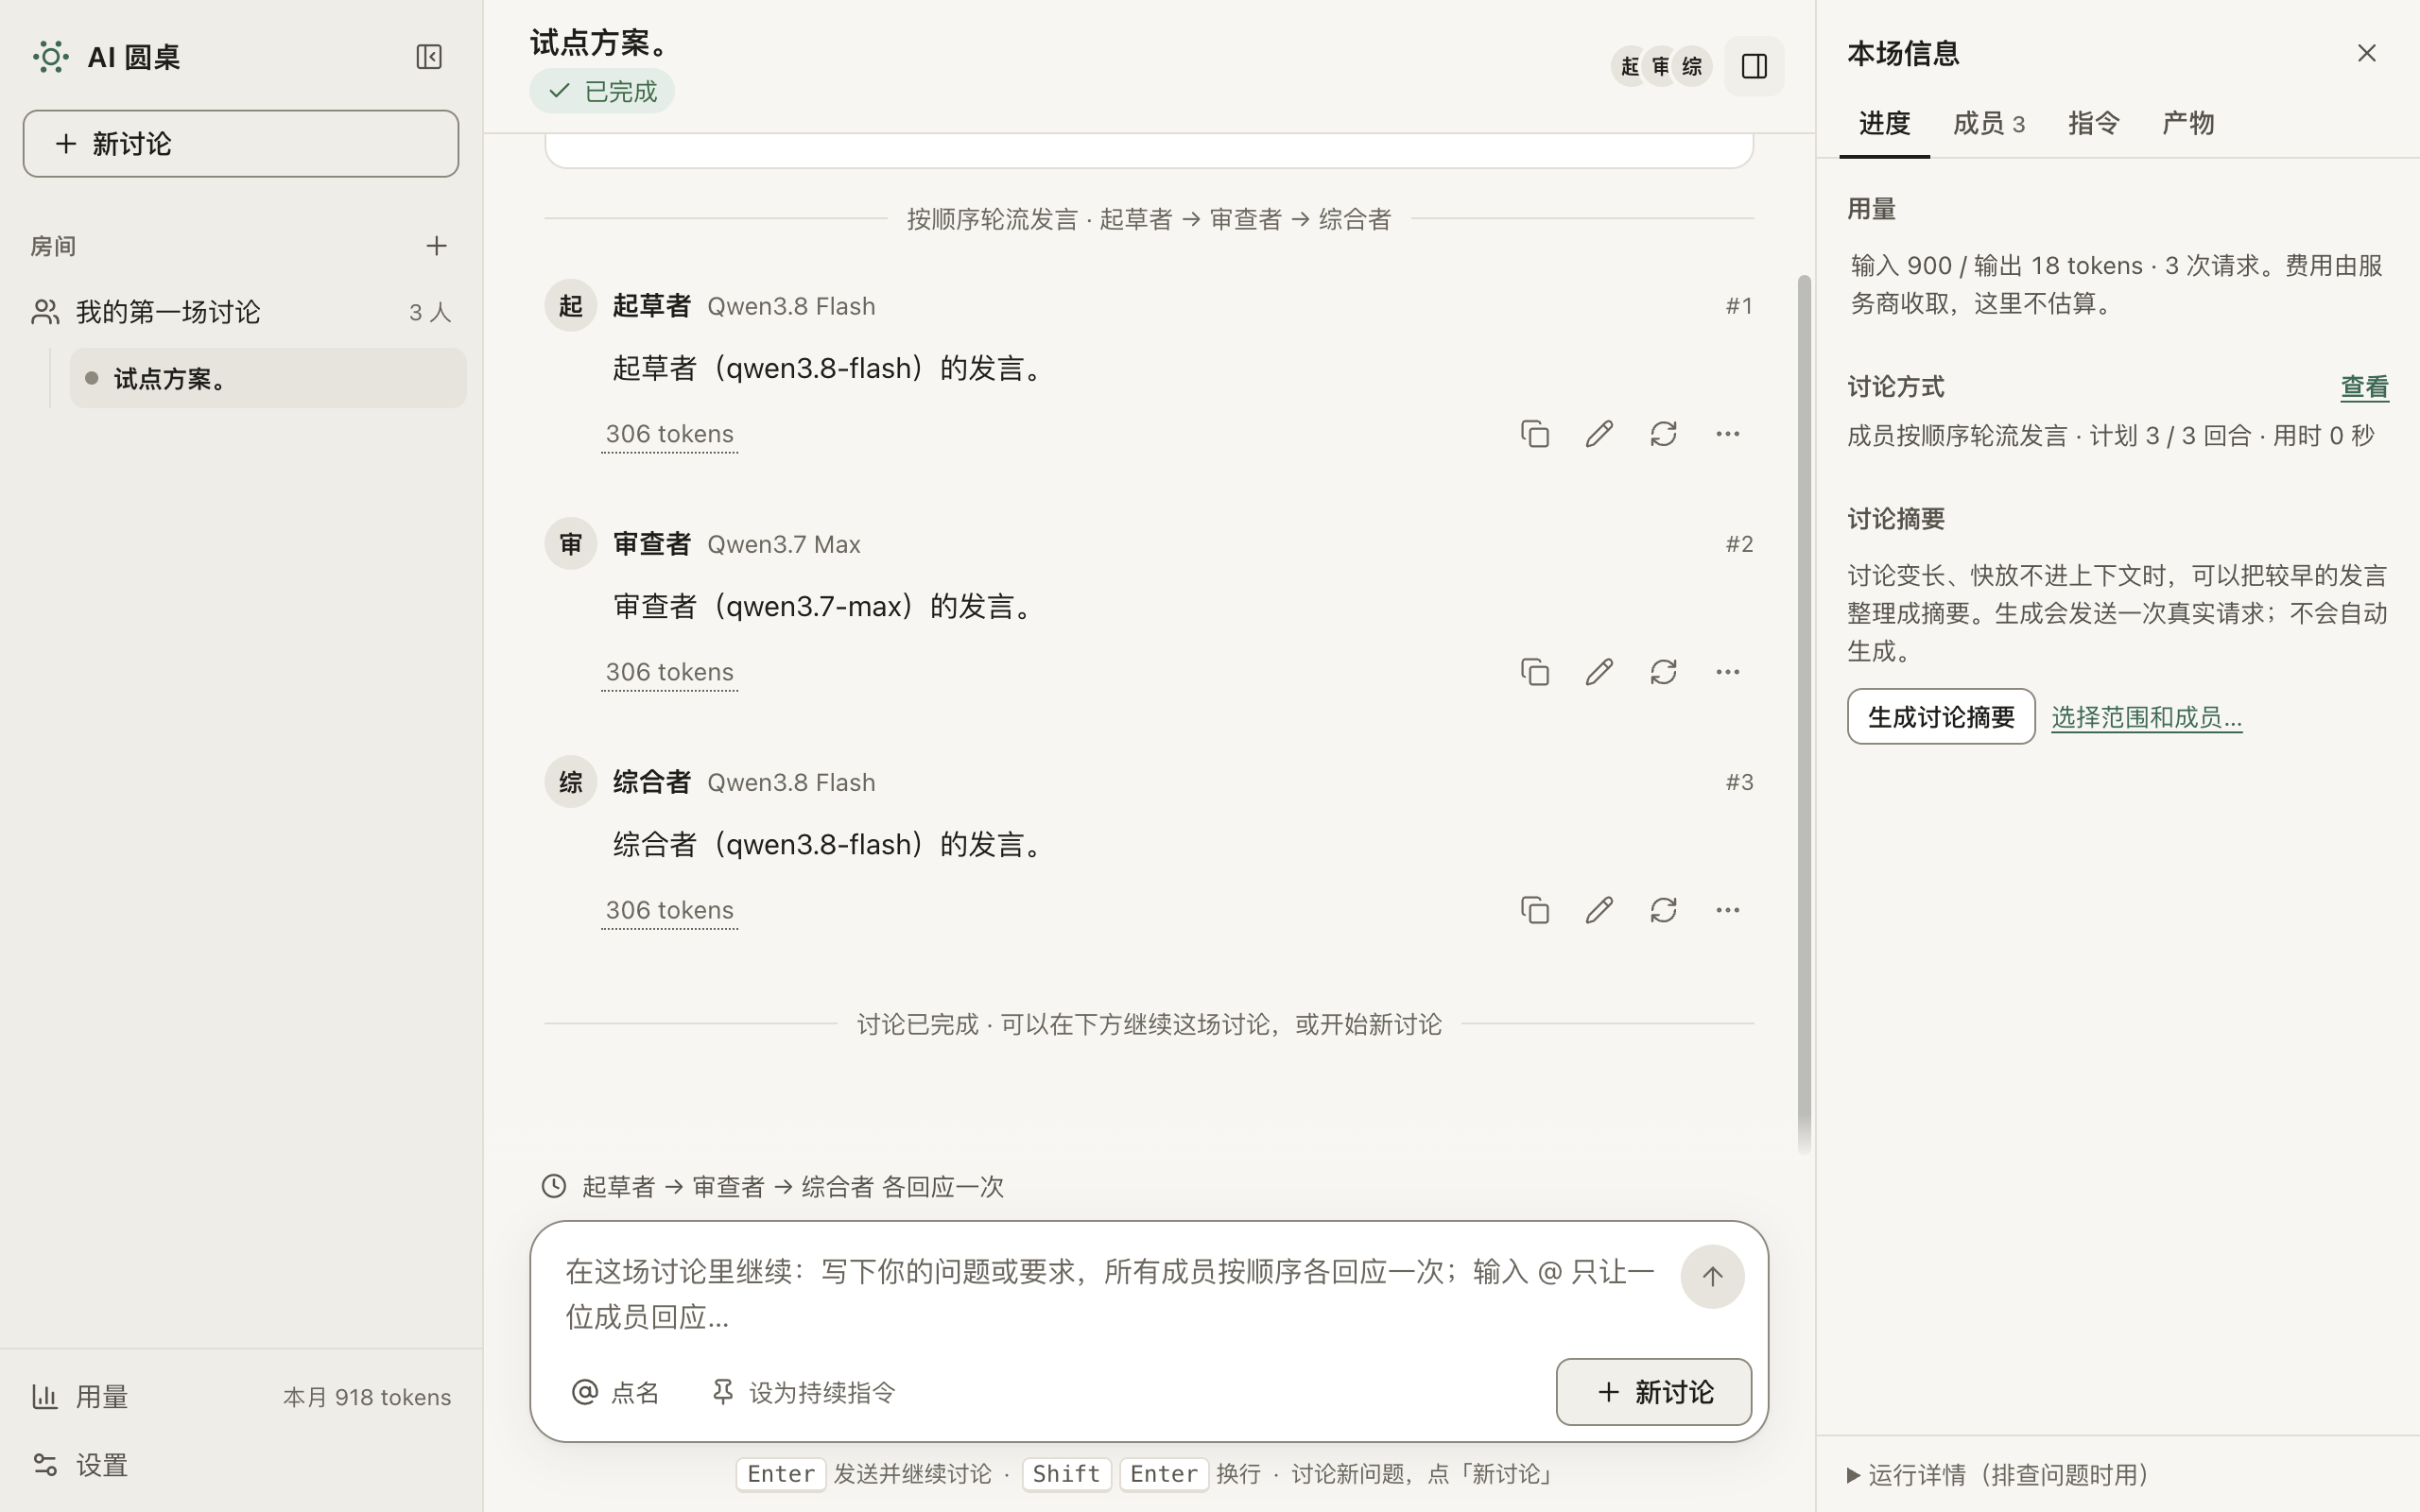 AI 圆桌
新讨论
房间
我的第一场讨论 3 人
试点方案。
用量 本月 918 tokens
设置
试点方案。
已完成
起 审 综
按顺序轮流发言 · 起草者 → 审查者 → 综合者
起 起草者 Qwen3.8 Flash #1
起草者（qwen3.8-flash）的发言。
306 tokens
审 审查者 Qwen3.7 Max #2
审查者（qwen3.7-max）的发言。
306 tokens
综 综合者 Qwen3.8 Flash #3
综合者（qwen3.8-flash）的发言。
306 tokens
讨论已完成 · 可以在下方继续这场讨论，或开始新讨论
起草者 → 审查者 → 综合者 各回应一次
在这场讨论里继续：写下你的问题或要求，所有成员按顺序各回应一次；输入 @ 只让一
位成员回应...
点名 设为持续指令 新讨论
Enter 发送并继续讨论 · Shift Enter 换行 · 讨论新问题，点「新讨论」
本场信息
进度 成员 3 指令 产物
用量
输入 900 / 输出 18 tokens · 3 次请求。费用由服
务商收取，这里不估算。
讨论方式 查看
成员按顺序轮流发言 · 计划 3 / 3 回合 · 用时 0 秒
讨论摘要
讨论变长、快放不进上下文时，可以把较早的发言
整理成摘要。生成会发送一次真实请求；不会自动
生成。
生成讨论摘要 选择范围和成员...
运行详情（排查问题时用）